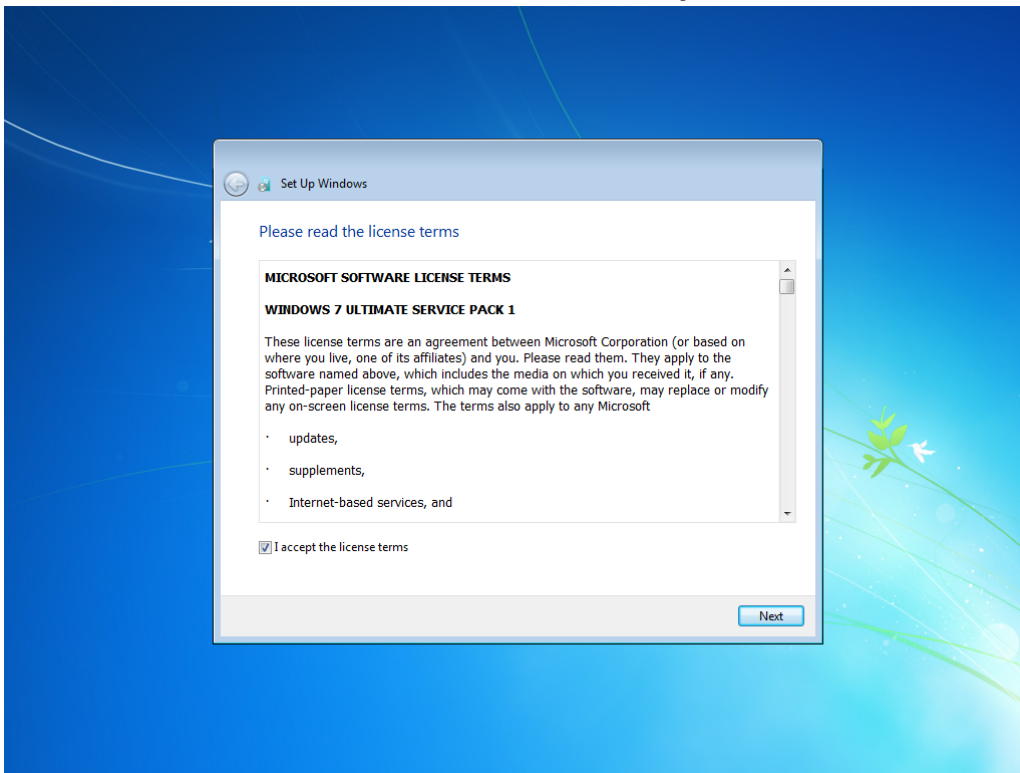 Set Up Windows
Please read the license terms
MICROSOFT SOFTWARE LICENSE TERMS
WINDOWS 7 ULTIMATE SERVICE PACK 1
These license terms are an agreement between Microsoft Corporation (or based on
where you live, one of its affiliates) and you. Please read them. They apply to the
software named above, which includes the media on which you received it, if any.
Printed-paper license terms, which may come with the software, may replace or modify
any on-screen license terms. The terms also apply to any Microsoft
· updates,
· supplements,
· Internet-based services, and
I accept the license terms
Next